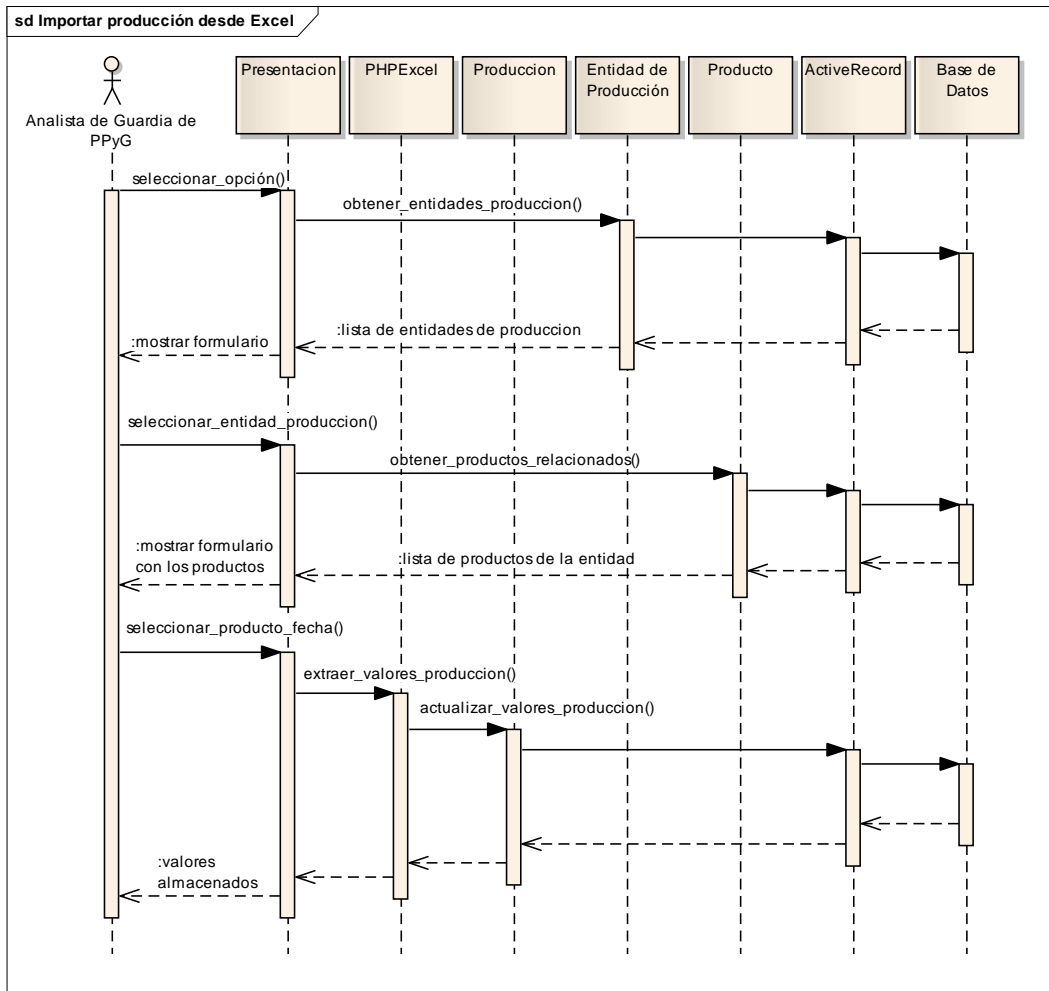 sd Importar producción desde Excel
Analista de Guardia de
PPyG
Presentacion
PHPExcel
Produccion
Entidad de
Producción
Producto
ActiveRecord
Base de
Datos
seleccionar_opción()
obtener_entidades_produccion()
:lista de entidades de produccion
:mostrar formulario
seleccionar_entidad_produccion()
obtener_productos_relacionados()
:mostrar formulario
con los productos
:lista de productos de la entidad
seleccionar_producto_fecha()
extraer_valores_produccion()
actualizar_valores_produccion()
:valores
almacenados